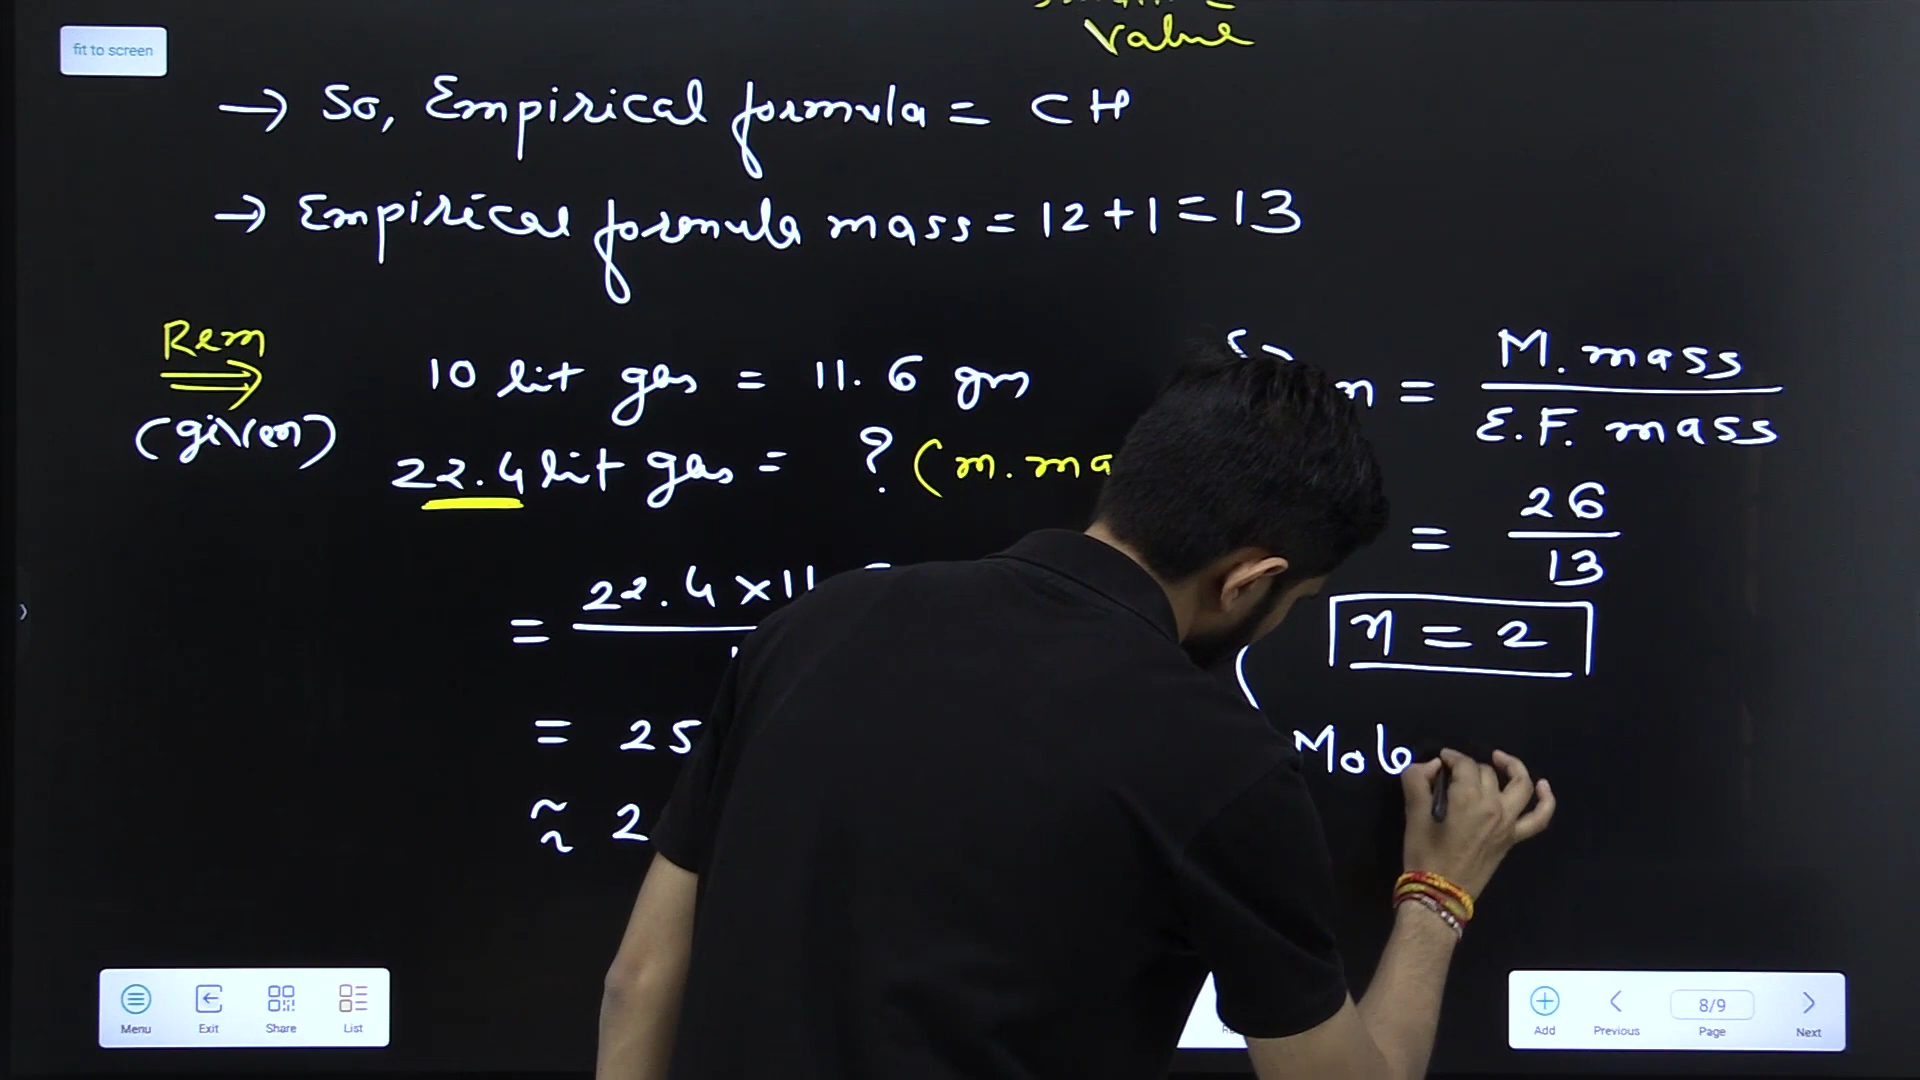 Value
fit to screen
→ So, Empirical formula = CH
→ Empirical formula mass = 12 + 1 = 13
Rem
(given)
10 lit gas = 11.6 gm
22.4 lit gas = ? (m. ma
n = M. mass
E.F. mass
= 26
13
n = 2
= 22.4 × 11
= 25
≈ 2
Mole
Menu Exit Share List
Add Previous 8/9 Page Next